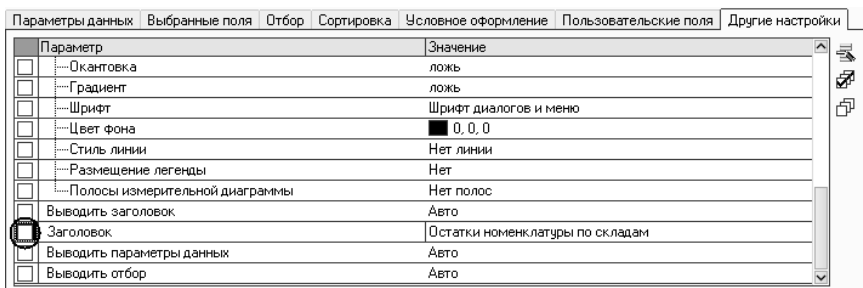 Параметры данных Выбранные поля Отбор Сортировка Условное оформление Пользовательские поля Другие настройки
Параметр Значение
Окантовка ложь
Градиент ложь
Шрифт Шрифт диалогов и меню
Цвет фона 0, 0, 0
Стиль линии Нет линии
Размещение легенды Нет
Полосы измерительной диаграммы Нет полос
Выводить заголовок Авто
Заголовок Остатки номенклатуры по складам
Выводить параметры данных Авто
Выводить отбор Авто